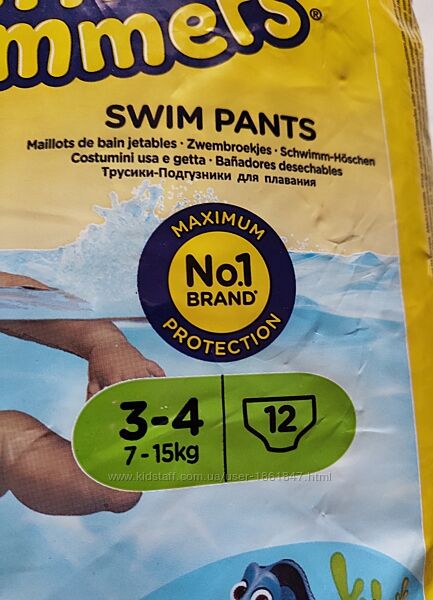 mmers®
SWIM PANTS
Maillots de bain jetables · Zwembroekjes · Schwimm-Höschen
Costumini usa e getta · Bañadores desechables
Трусики-Подгузники для плавания
MAXIMUM
No.1
BRAND*
PROTECTION
3-4
7-15kg
12
www.kidstaff.com.ua/user-1861847.html